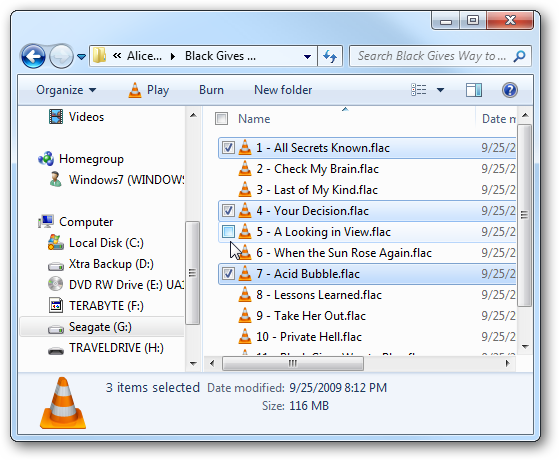 « Alice... ▸ Black Gives ...
Search Black Gives Way to ...
Organize ▾ Play Burn New folder
Videos
Homegroup
Windows7 (WINDOWS
Computer
Local Disk (C:)
Xtra Backup (D:)
DVD RW Drive (E:) UA
TERABYTE (F:)
Seagate (G:)
TRAVELDRIVE (H:)
Name Date m
1 - All Secrets Known.flac 9/25/2
2 - Check My Brain.flac 9/25/2
3 - Last of My Kind.flac 9/25/2
4 - Your Decision.flac 9/25/2
5 - A Looking in View.flac 9/25/2
6 - When the Sun Rose Again.flac 9/25/2
7 - Acid Bubble.flac 9/25/2
8 - Lessons Learned.flac 9/25/2
9 - Take Her Out.flac 9/25/2
10 - Private Hell.flac 9/25/2
3 items selected Date modified: 9/25/2009 8:12 PM
Size: 116 MB